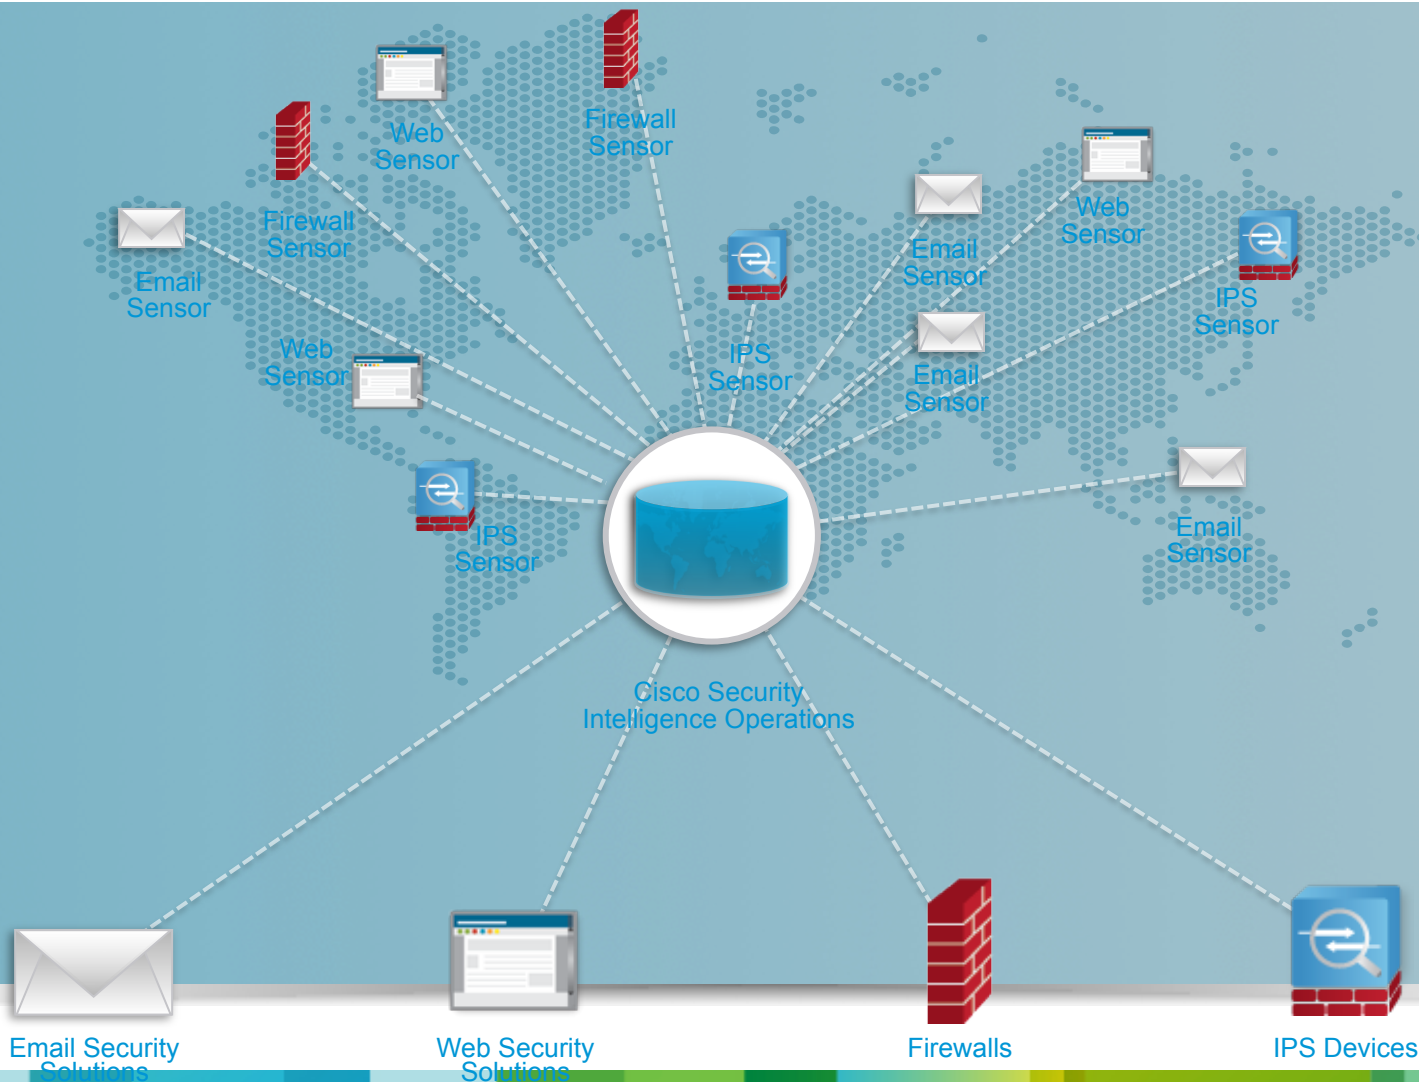 Web
Sensor
Firewall
Sensor
Firewall
Sensor
Web
Sensor
Email
Sensor
Email
Sensor
IPS
Sensor
Web
Sensor
IPS
Sensor
Email
Sensor
IPS
Sensor
Email
Sensor
Cisco Security
Intelligence Operations
Email Security
Solutions
Web Security
Solutions
Firewalls
IPS Devices